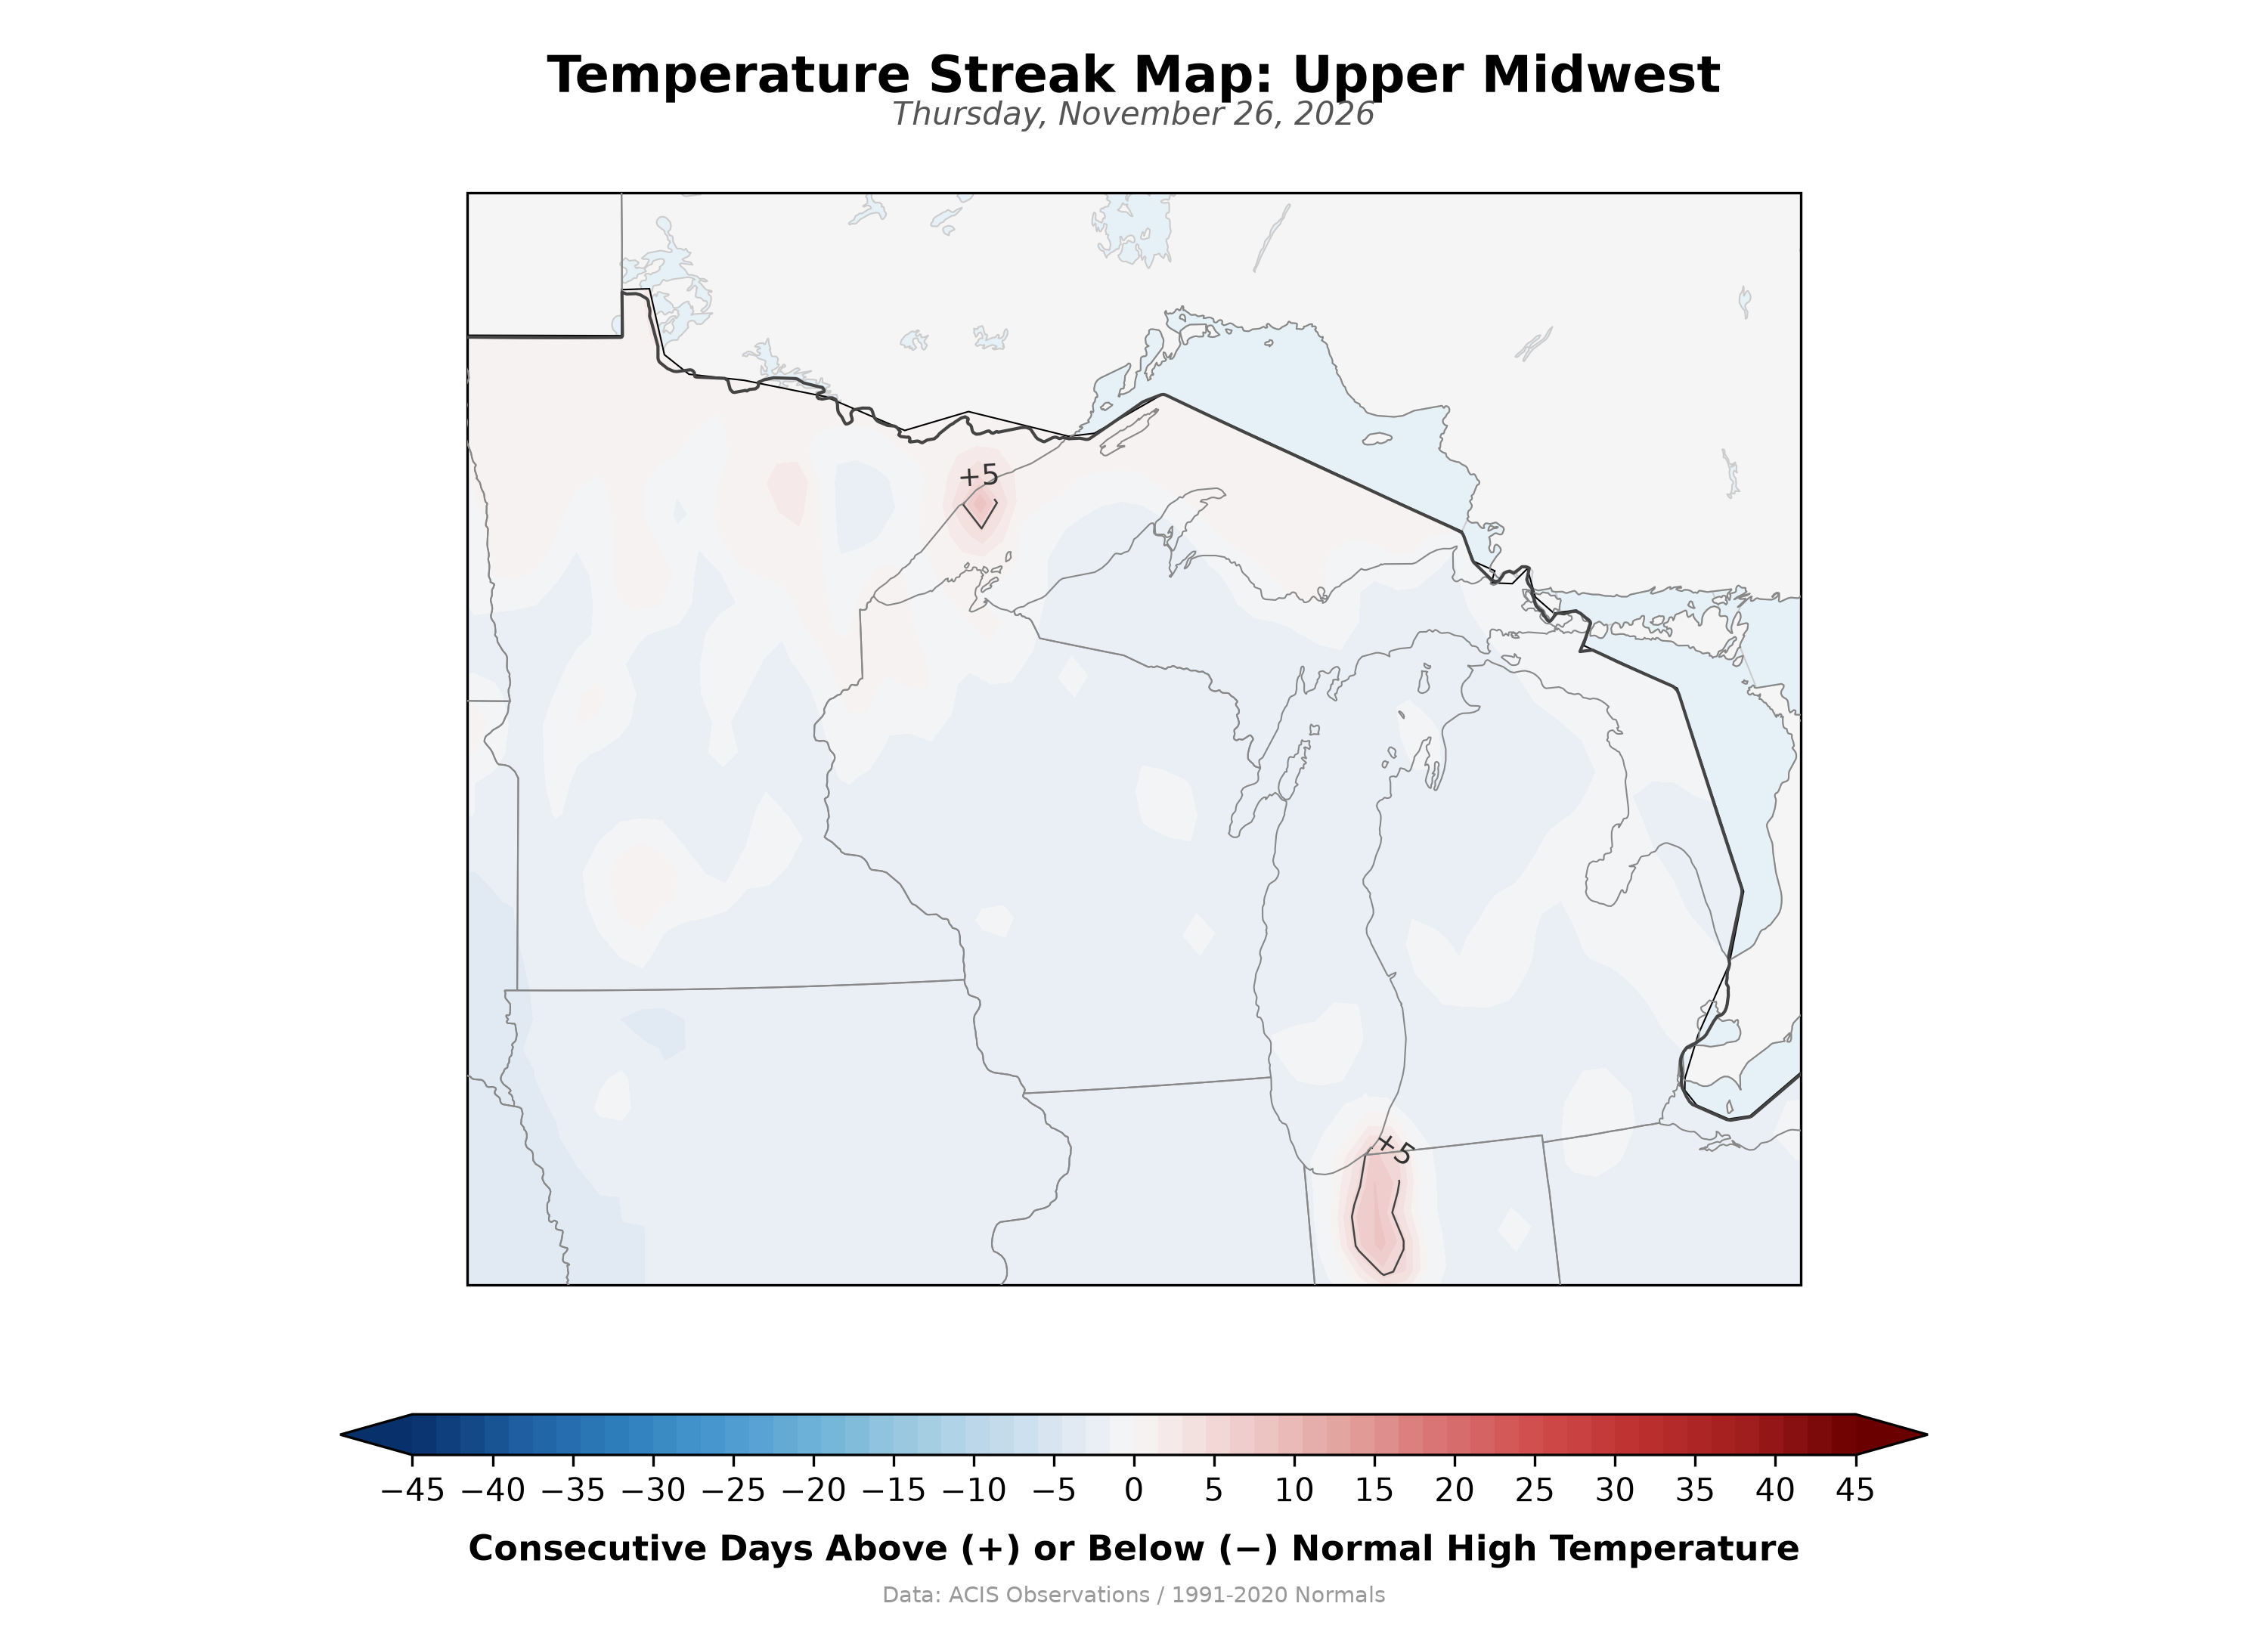 Temperature Streak Map: Upper Midwest
Thursday, November 26, 2026
+5
+5
−45 −40 −35 −30 −25 −20 −15 −10 −5 0 5 10 15 20 25 30 35 40 45
Consecutive Days Above (+) or Below (−) Normal High Temperature
Data: ACIS Observations / 1991-2020 Normals